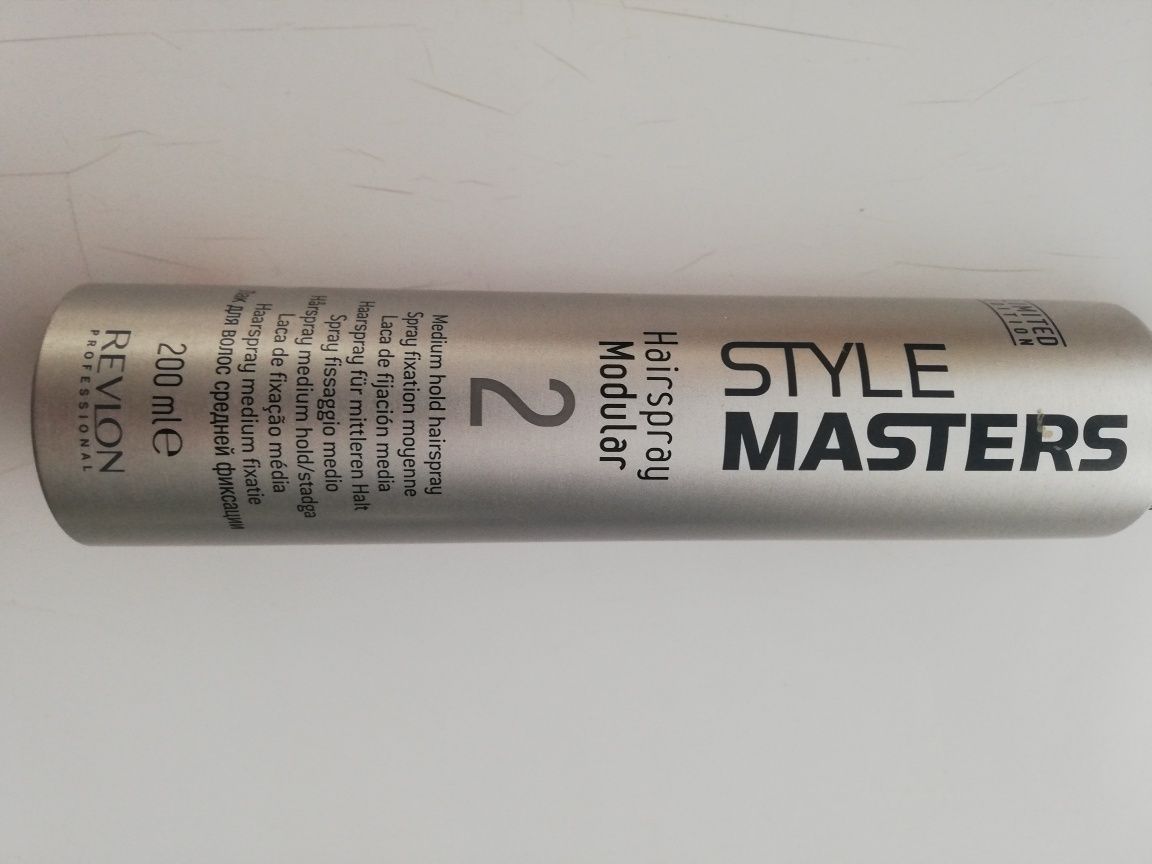 LIMITED
EDITION
STYLE
MASTERS
Hairspray
Modular
2
Medium hold hairspray
Spray fixation moyenne
Laca de fijación media
Haarspray für mittleren Halt
Spray fissaggio medio
Hårspray medium hold/stadga
Laca de fixação média
Haarspray medium fixatie
Лак для волос средней фиксации
200 ml e
REVLON
PROFESSIONAL